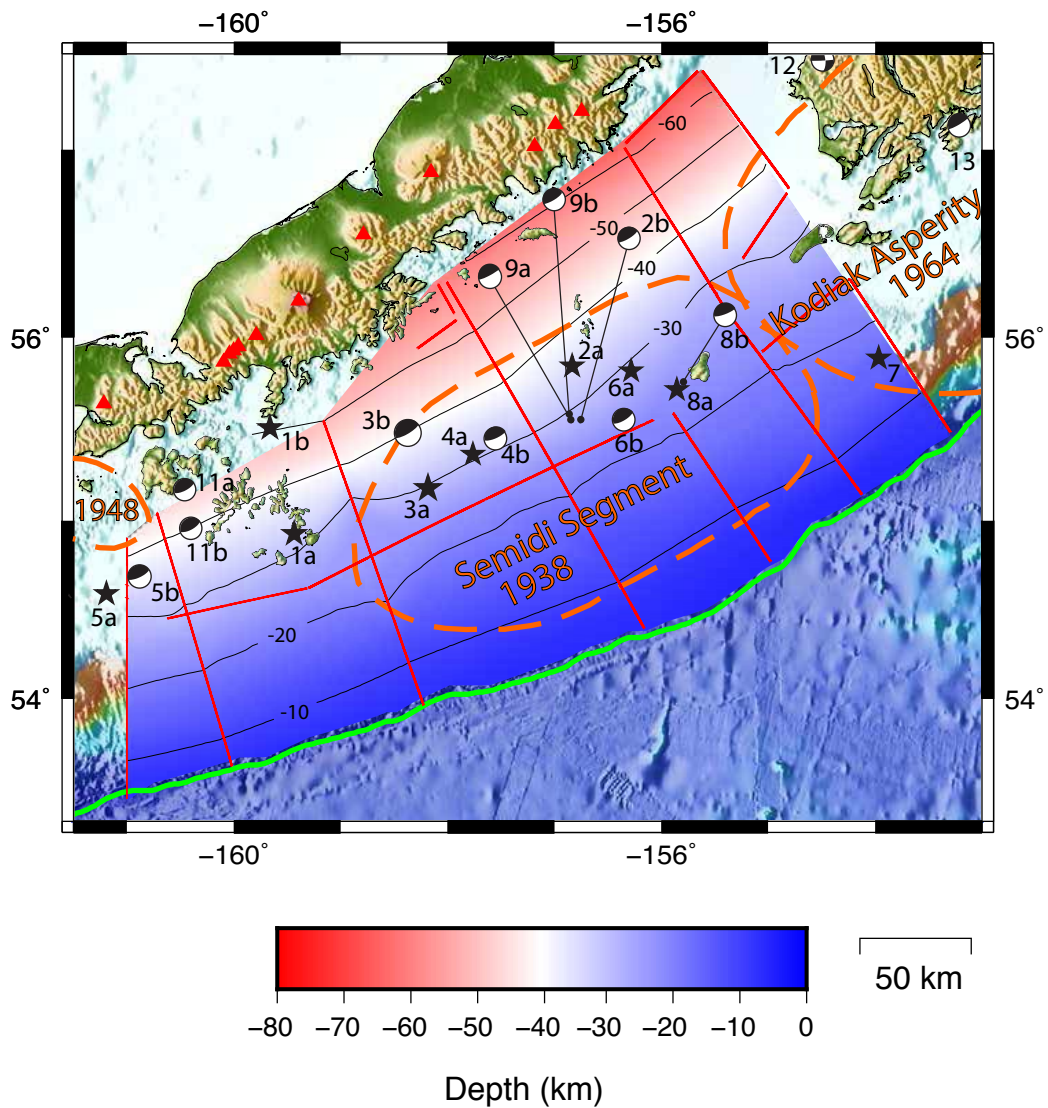 −160˚ −156˚
12
-60
13
9b
-50 2b
9a
-40
Kodiak Asperity
1964
56˚ 56˚
-30
8b
2a
7
6a
8a
3b
4a
1b
4b
6b
11a
3a
1948
Semidi Segment
1938
11b
1a
5b
5a
-20
54˚ 54˚
-10
−160˚ −156˚
50 km
−80 −70 −60 −50 −40 −30 −20 −10 0
Depth (km)